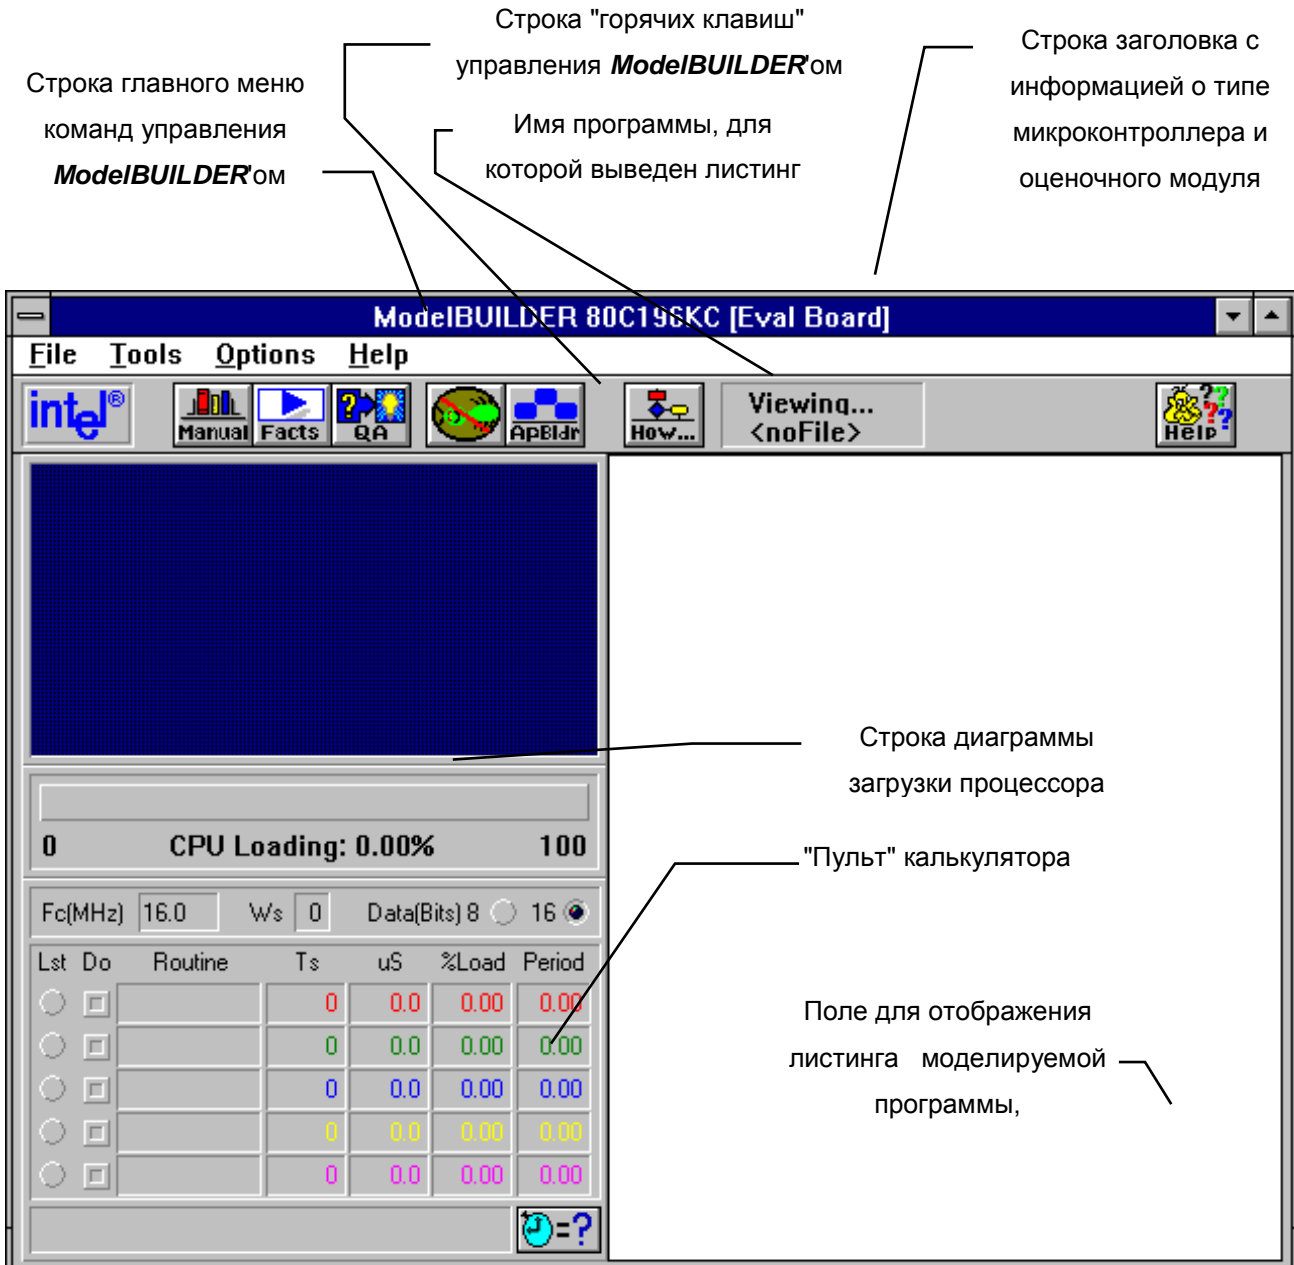 Строка "горячих клавиш"
управления ModelBUILDER'ом
Строка заголовка с
информацией о типе
микроконтроллера и
оценочного модуля
Строка главного меню
команд управления
ModelBUILDER'ом
Имя программы, для
которой выведен листинг
ModelBUILDER 80C196KC [Eval Board]
File Tools Options Help
intel®
Manual Facts QA ApBldr How... Help
Viewing...
<noFile>
Строка диаграммы
загрузки процессора
0 CPU Loading: 0.00% 100
"Пульт" калькулятора
Fc(MHz) 16.0 Ws 0 Data(Bits) 8 16
Lst Do Routine Ts uS %Load Period
0 0.0 0.00 0.00
0 0.0 0.00 0.00
0 0.0 0.00 0.00
0 0.0 0.00 0.00
0 0.0 0.00 0.00
Поле для отображения
листинга моделируемой
программы,
=?